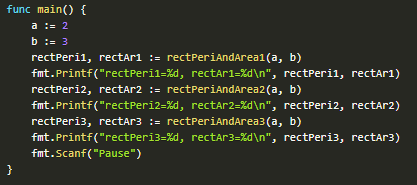 func main() {
a := 2
b := 3
rectPeri1, rectAr1 := rectPeriAndArea1(a, b)
fmt.Printf("rectPeri1=%d, rectAr1=%d\n", rectPeri1, rectAr1)
rectPeri2, rectAr2 := rectPeriAndArea2(a, b)
fmt.Printf("rectPeri2=%d, rectAr2=%d\n", rectPeri2, rectAr2)
rectPeri3, rectAr3 := rectPeriAndArea3(a, b)
fmt.Printf("rectPeri3=%d, rectAr3=%d\n", rectPeri3, rectAr3)
fmt.Scanf("Pause")
}